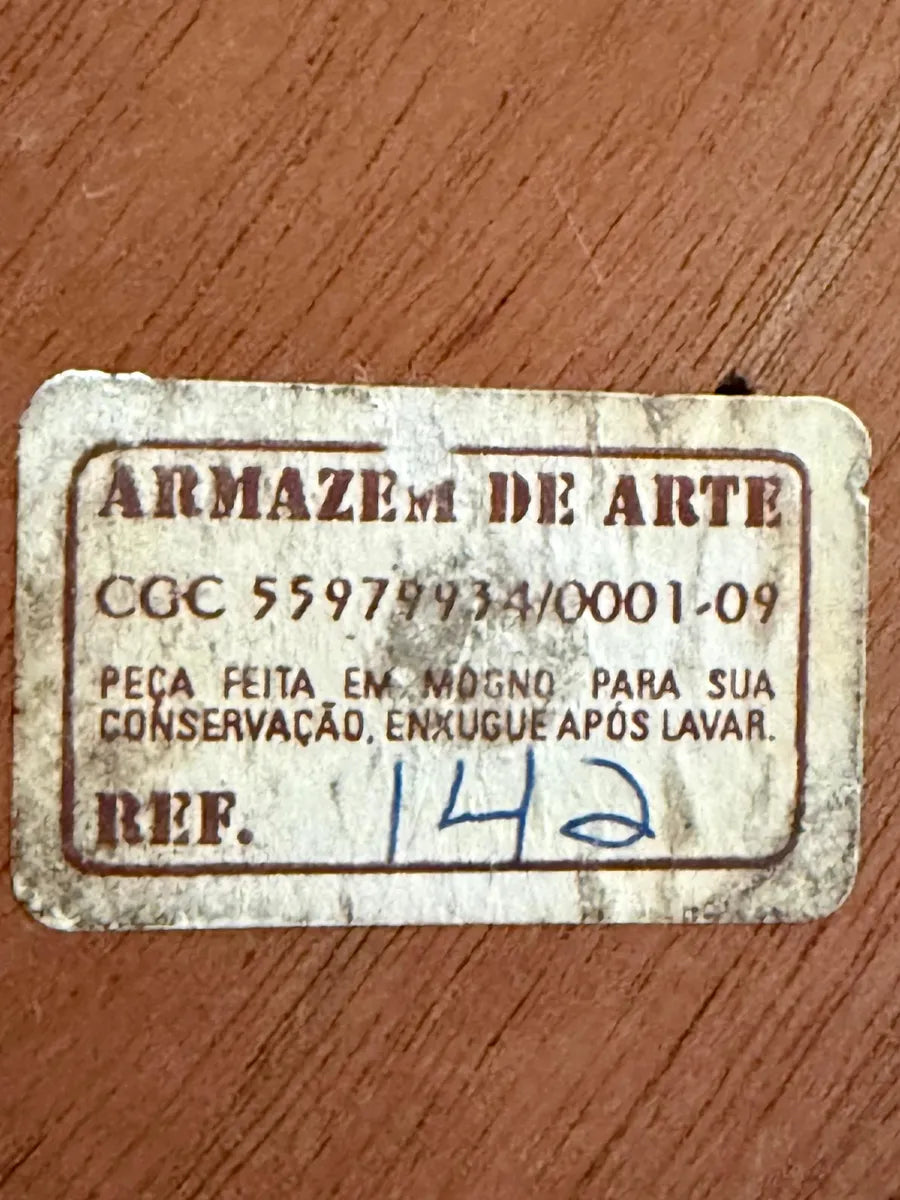 ARMAZEM DE ARTE
CGC 55979934/0001-09
PEÇA FEITA EM MOGNO PARA SUA
CONSERVAÇÃO, ENXUGUE APÓS LAVAR.
REF. 142